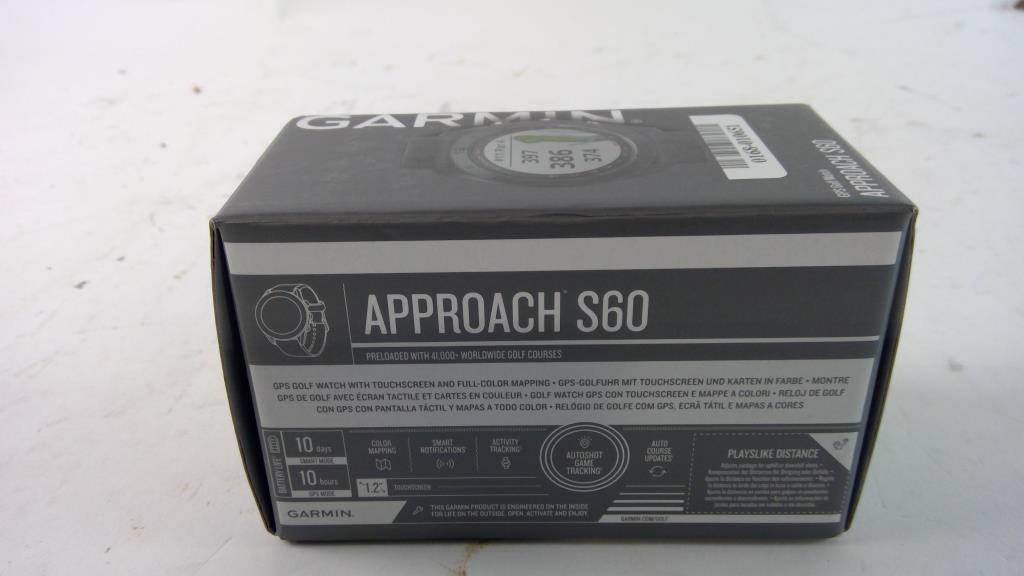 GARMIN.
APPROACH S60
GPS Golf Watch
397
386
374
APPROACH® S60
PRELOADED WITH 41,000+ WORLDWIDE GOLF COURSES
GPS GOLF WATCH WITH TOUCHSCREEN AND FULL-COLOR MAPPING • GPS-GOLFUHR MIT TOUCHSCREEN UND KARTEN IN FARBE • MONTRE
GPS DE GOLF AVEC ÉCRAN TACTILE ET CARTES EN COULEUR • GOLF WATCH GPS CON TOUCHSCREEN E MAPPE A COLORI • RELOJ DE GOLF
CON GPS CON PANTALLA TÁCTIL Y MAPAS A TODO COLOR • RELÓGIO DE GOLFE COM GPS, ECRÃ TÁTIL E MAPAS A CORES
BATTERY LIFE
10 days
SMART MODE
10 hours
GPS MODE
COLOR
MAPPING
SMART
NOTIFICATIONS
ACTIVITY
TRACKING
AUTOSHOT
GAME
TRACKING
AUTO
COURSE
UPDATES
1.2" TOUCHSCREEN
PLAYSLIKE DISTANCE
GARMIN.
THIS GARMIN PRODUCT IS ENGINEERED ON THE INSIDE
FOR LIFE ON THE OUTSIDE. OPEN, ACTIVATE AND ENJOY.
GARMIN.COM/GOLF